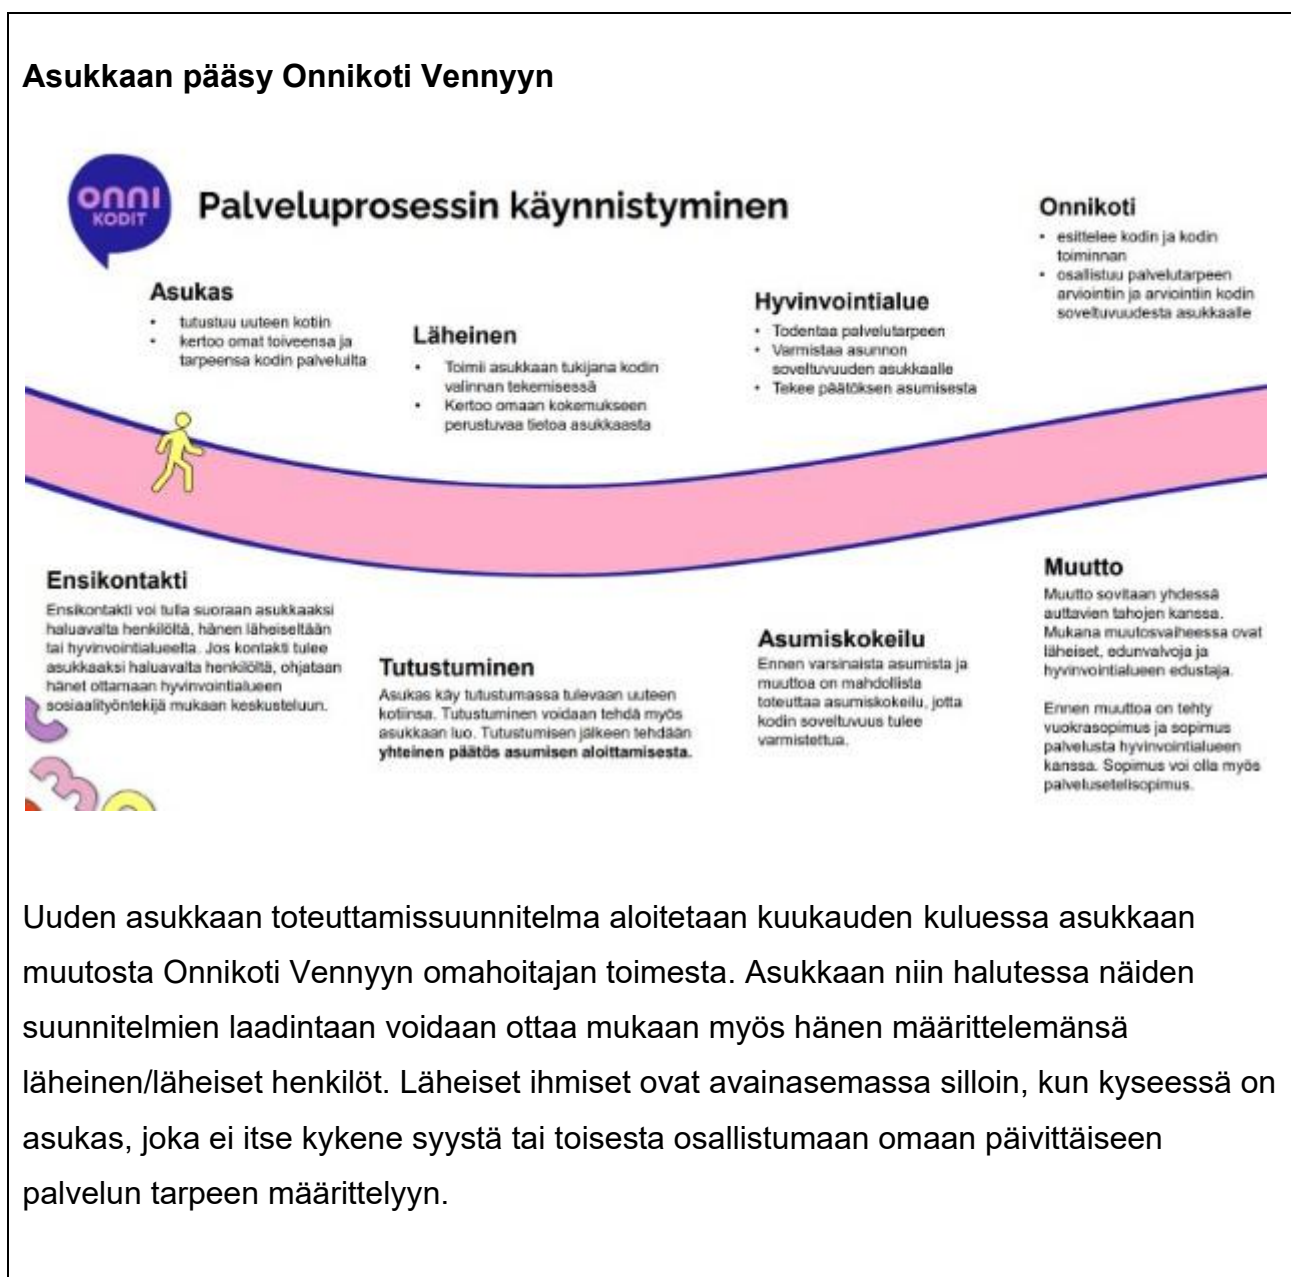 Asukkaan pääsy Onnikoti Vennyyn
ONNI
KODIT
Palveluprosessin käynnistyminen
Asukas
• tutustuu uuteen kotiin
• kertoo omat toiveensa ja
tarpeensa kodin palveluilta
Läheinen
• Toimii asukkaan tukijana kodin
valinnan tekemisessä
• Kertoo omaan kokemukseen
perustuvaa tietoa asukkaasta
Hyvinvointialue
• Todentaa palvelutarpeen
• Varmistaa asunnon
soveltuvuuden asukkaalle
• Tekee päätöksen asumisesta
Onnikoti
• esittelee kodin ja kodin
toiminnan
• osallistuu palvelutarpeen
arviointiin ja arviointiin kodin
soveltuvuudesta asukkaalle
Ensikontakti
Ensikontakti voi tulla suoraan asukkaaksi
haluavalta henkilöltä, hänen läheiseltään
tai hyvinvointialueelta. Jos kontakti tulee
asukkaaksi haluavalta henkilöltä, ohjataan
hänet ottamaan hyvinvointialueen
sosiaalityöntekijä mukaan keskusteluun.
Tutustuminen
Asukas käy tutustumassa tulevaan uuteen
kotiinsa. Tutustuminen voidaan tehdä myös
asukkaan luo. Tutustumisen jälkeen tehdään
yhteinen päätös asumisen aloittamisesta.
Asumiskokeilu
Ennen varsinaista asumista ja
muuttoa on mahdollista
toteuttaa asumiskokeilu, jotta
kodin soveltuvuus tulee
varmistettua.
Muutto
Muutto sovitaan yhdessä
auttavien tahojen kanssa.
Mukana muutosvaiheessa ovat
läheiset, edunvalvoja ja
hyvinvointialueen edustaja.
Ennen muuttoa on tehty
vuokrasopimus ja sopimus
palvelusta hyvinvointialueen
kanssa. Sopimus voi olla myös
palvelusetelisopimus.
Uuden asukkaan toteuttamissuunnitelma aloitetaan kuukauden kuluessa asukkaan
muutosta Onnikoti Vennyyn omahoitajan toimesta. Asukkaan niin halutessa näiden
suunnitelmien laadintaan voidaan ottaa mukaan myös hänen määrittelemänsä
läheinen/läheiset henkilöt. Läheiset ihmiset ovat avainasemassa silloin, kun kyseessä on
asukas, joka ei itse kykene syystä tai toisesta osallistumaan omaan päivittäiseen
palvelun tarpeen määrittelyyn.